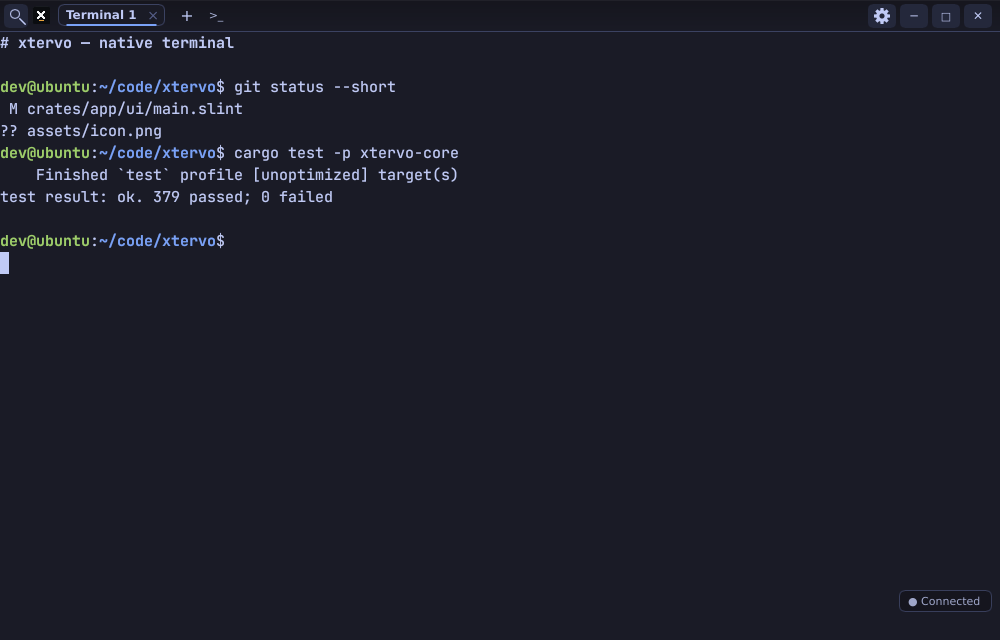 Terminal 1 × + >_ − □ ×
# xtervo — native terminal
dev@ubuntu:~/code/xtervo$ git status --short
 M crates/app/ui/main.slint
?? assets/icon.png
dev@ubuntu:~/code/xtervo$ cargo test -p xtervo-core
    Finished `test` profile [unoptimized] target(s)
test result: ok. 379 passed; 0 failed
dev@ubuntu:~/code/xtervo$
Connected